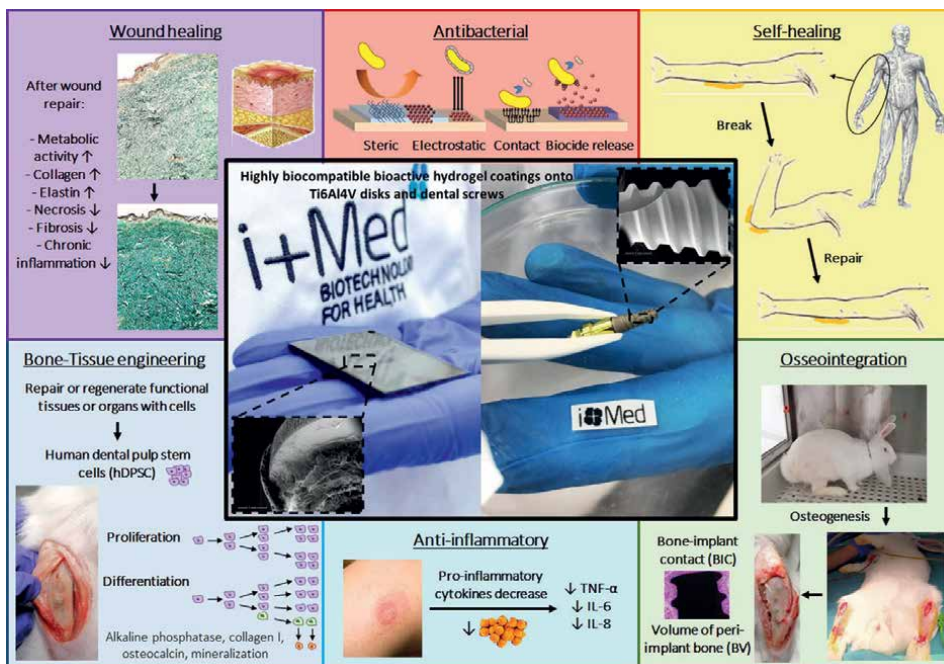 Wound healing
After wound
repair:
- Metabolic
activity ↑
- Collagen ↑
- Elastin ↑
- Necrosis ↓
- Fibrosis ↓
- Chronic
inflammation ↓
Antibacterial
Steric Electrostatic Contact Biocide release
Self-healing
Break
Repair
Highly biocompatible bioactive hydrogel coatings onto
Ti6Al4V disks and dental screws
i+Med
BIOTECHNOLOGY
FOR HEALTH
i Med
Bone-Tissue engineering
Repair or regenerate functional
tissues or organs with cells
Human dental pulp stem
cells (hDPSC)
Proliferation
Differentiation
Alkaline phosphatase, collagen I,
osteocalcin, mineralization
Anti-inflammatory
Pro-inflammatory
cytokines decrease
↓
↓ TNF-α
↓ IL-6
↓ IL-8
Osseointegration
Osteogenesis
Bone-implant
contact (BIC)
Volume of peri-
implant bone (BV)